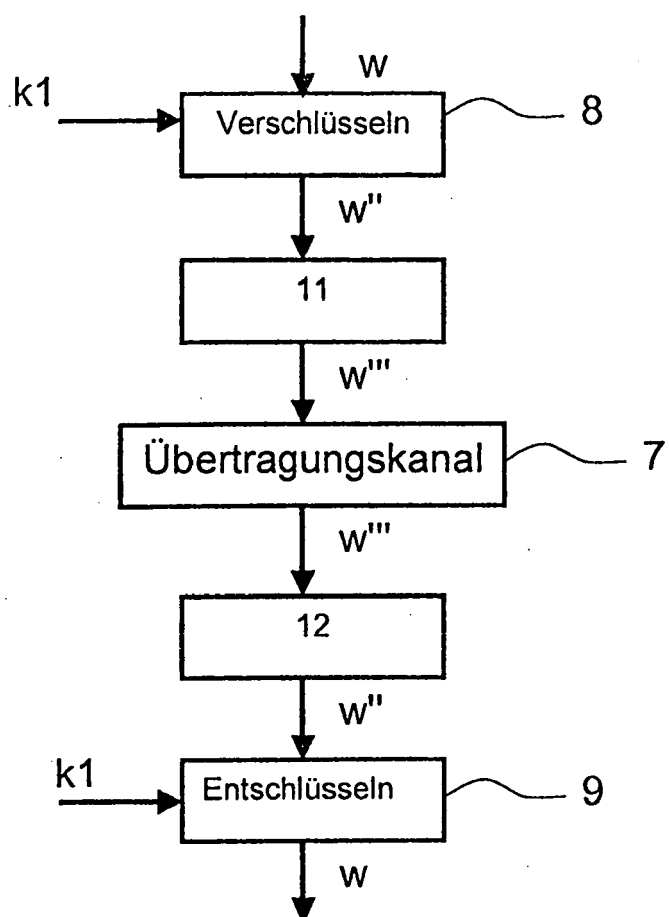 w
k1
Verschlüsseln
8
w''
11
w'''
Übertragungskanal
7
w'''
12
w''
k1
Entschlüsseln
9
w